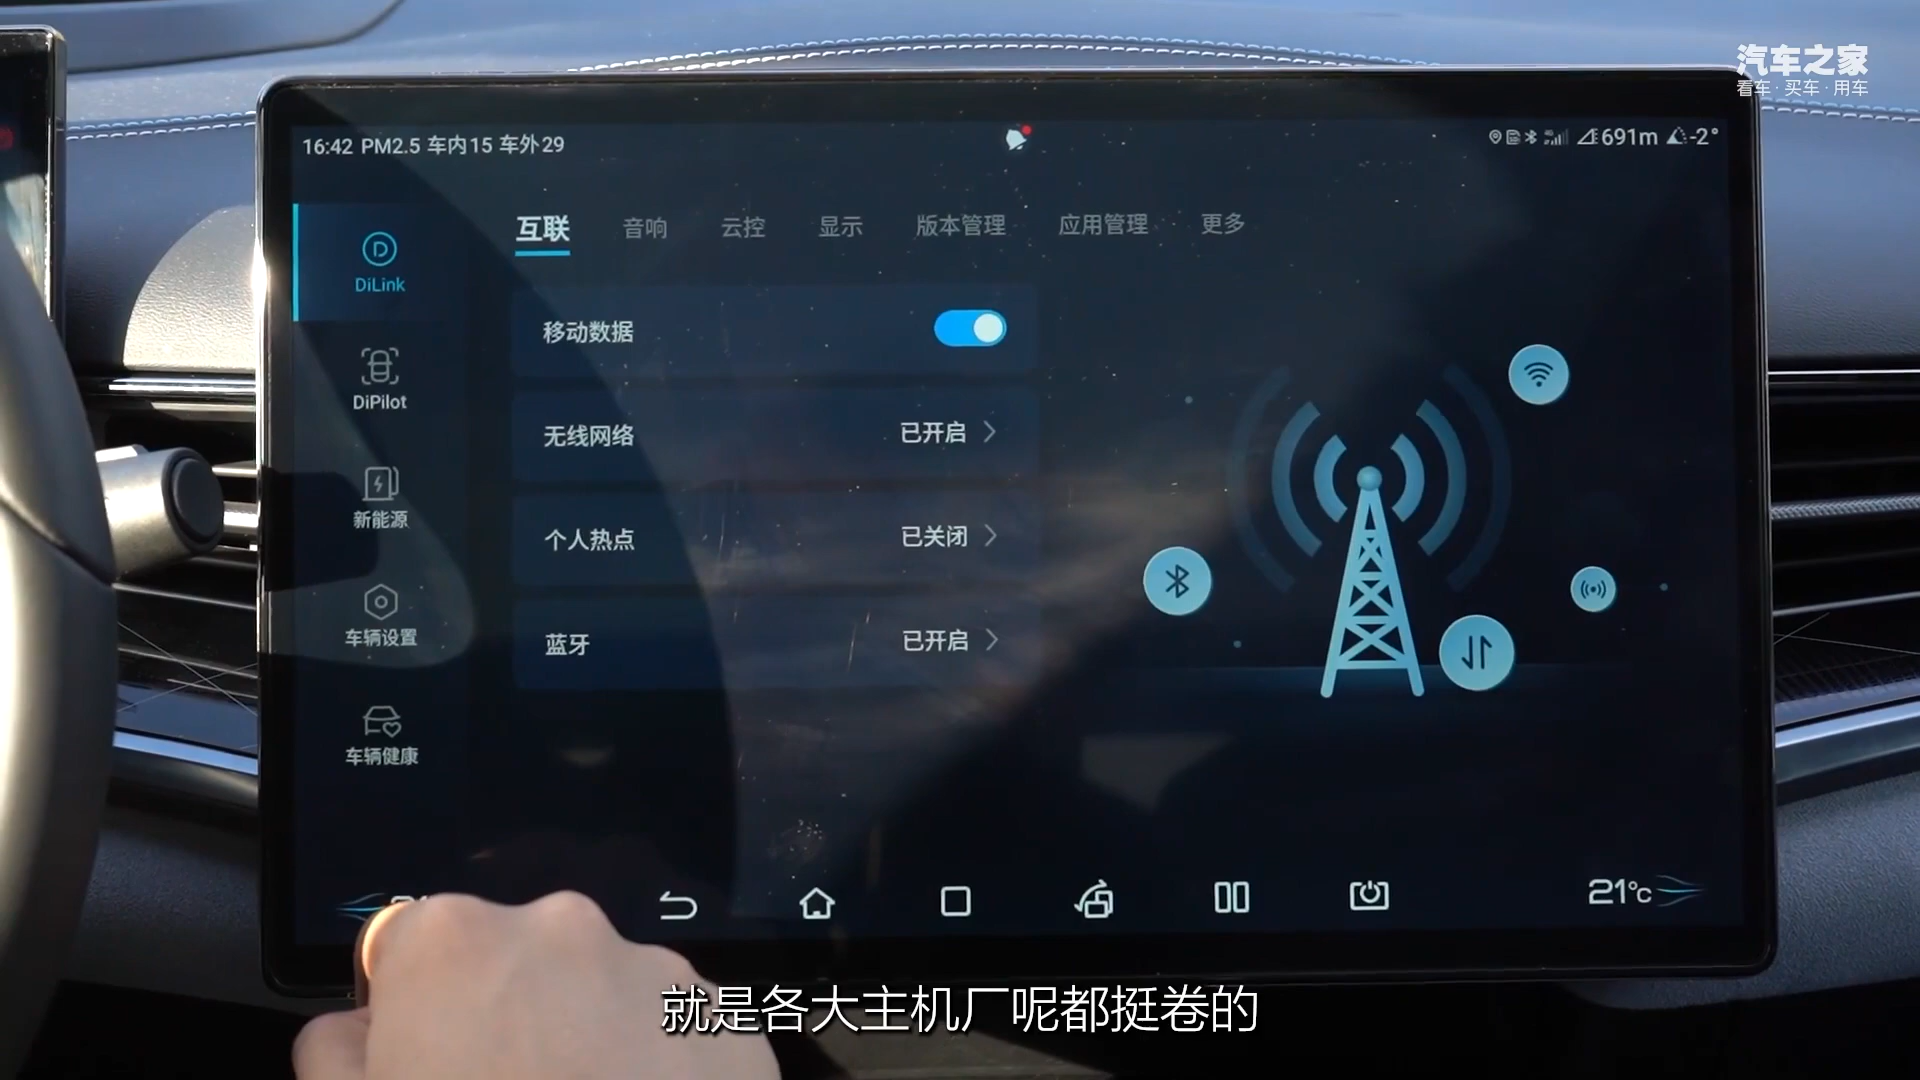 汽车之家
看车·买车·用车
16:42 PM2.5 车内15 车外29
691m -2°
互联 音响 云控 显示 版本管理 应用管理 更多
DiLink
DiPilot
新能源
车辆设置
车辆健康
移动数据
无线网络 已开启
个人热点 已关闭
蓝牙 已开启
21°C
就是各大主机厂呢都挺卷的